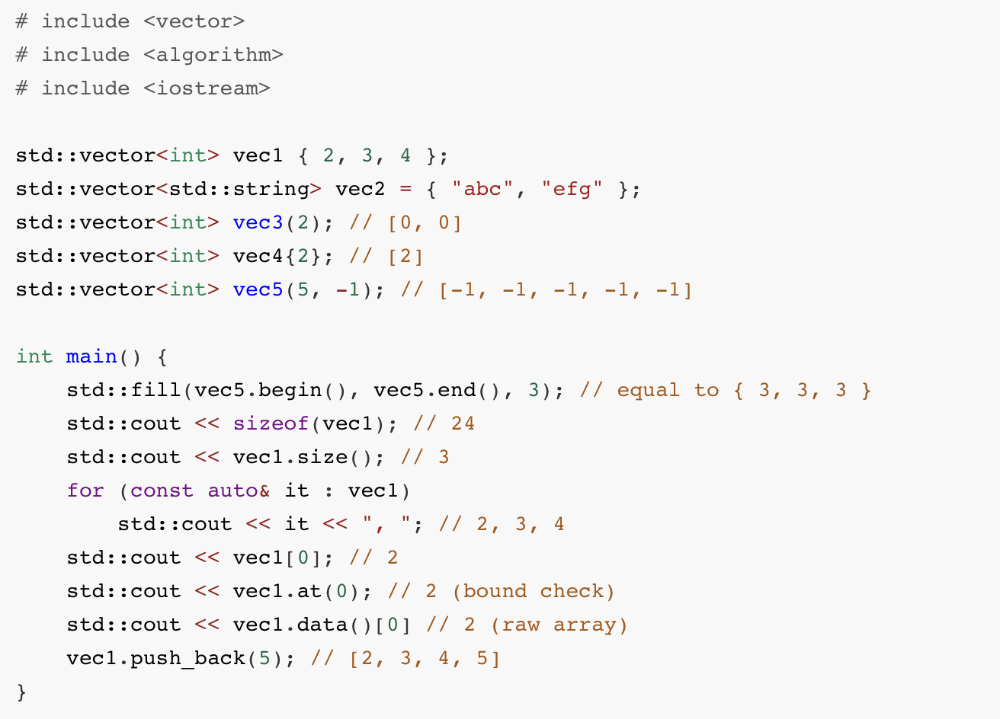 # include <vector>
# include <algorithm>
# include <iostream>
std::vector<int> vec1 { 2, 3, 4 };
std::vector<std::string> vec2 = { "abc", "efg" };
std::vector<int> vec3(2); // [0, 0]
std::vector<int> vec4{2}; // [2]
std::vector<int> vec5(5, -1); // [-1, -1, -1, -1, -1]
int main() {
    std::fill(vec5.begin(), vec5.end(), 3); // equal to { 3, 3, 3 }
    std::cout << sizeof(vec1); // 24
    std::cout << vec1.size(); // 3
    for (const auto& it : vec1)
        std::cout << it << ", "; // 2, 3, 4
    std::cout << vec1[0]; // 2
    std::cout << vec1.at(0); // 2 (bound check)
    std::cout << vec1.data()[0] // 2 (raw array)
    vec1.push_back(5); // [2, 3, 4, 5]
}